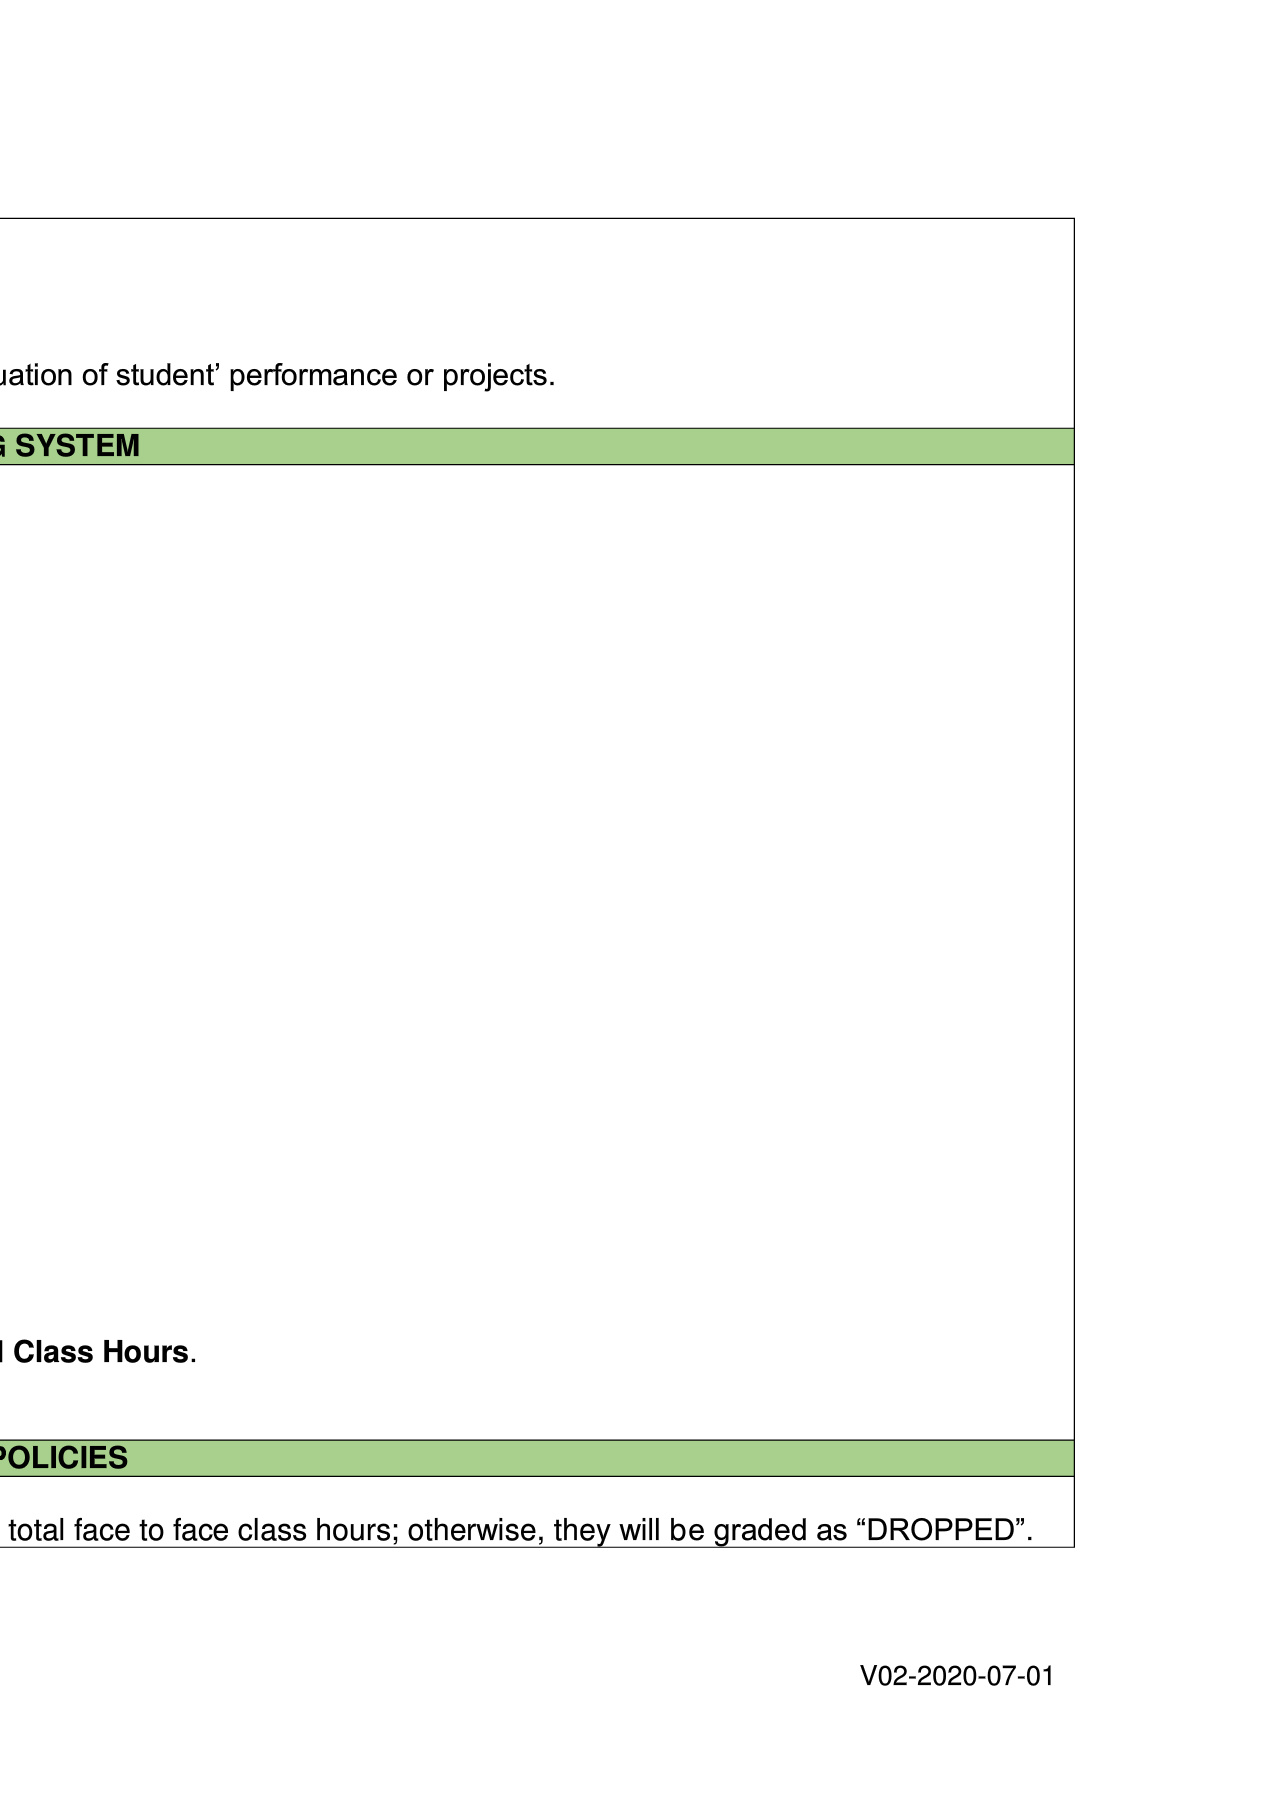 uation of student’ performance or projects.
G SYSTEM
Class Hours.
POLICIES
total face to face class hours; otherwise, they will be graded as “DROPPED”.
V02-2020-07-01